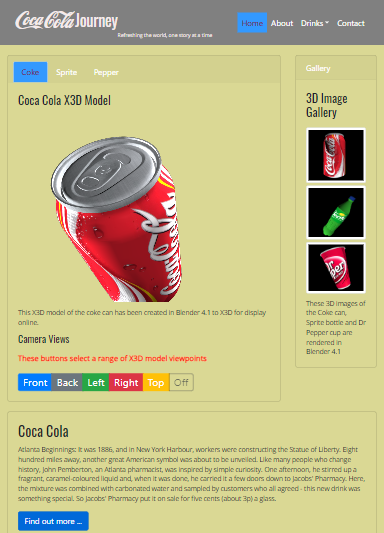 Coca Cola Journey
Refreshing the world, one story at a time
Home About Drinks Contact
Coke Sprite Pepper
Coca Cola X3D Model
This X3D model of the coke can has been created in Blender 4.1 to X3D for display
online.
Camera Views
These buttons select a range of X3D model viewpoints
Front Back Left Right Top Off
Gallery
3D Image
Gallery
These 3D images of
the Coke can,
Sprite bottle and Dr
Pepper cup are
rendered in
Blender 4.1
Coca Cola
Atlanta Beginnings: It was 1886, and in New York Harbour, workers were constructing the Statue of Liberty. Eight
hundred miles away, another great American symbol was about to be unveiled. Like many people who change
history, John Pemberton, an Atlanta pharmacist, was inspired by simple curiosity. One afternoon, he stirred up a
fragrant, caramel-coloured liquid and, when it was done, he carried it a few doors down to Jacobs' Pharmacy. Here,
the mixture was combined with carbonated water and sampled by customers who all agreed - this new drink was
something special. So Jacobs' Pharmacy put it on sale for five cents (about 3p) a glass.
Find out more ...